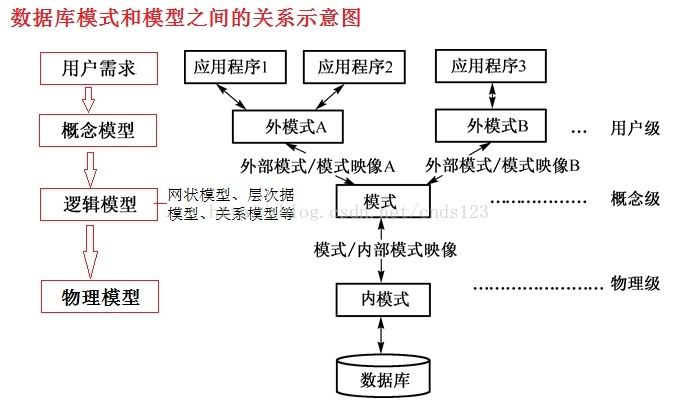 数据库模式和模型之间的关系示意图
用户需求
应用程序1
应用程序2
应用程序3
概念模型
外模式A
外模式B
... 用户级
外部模式/模式映像A
外部模式/模式映像B
逻辑模型
网状模型、层次据
模型、关系模型等
模式
.................. 概念级
blog.csdn.net/cnds123
模式/内部模式映像
物理模型
内模式
........................ 物理级
数据库